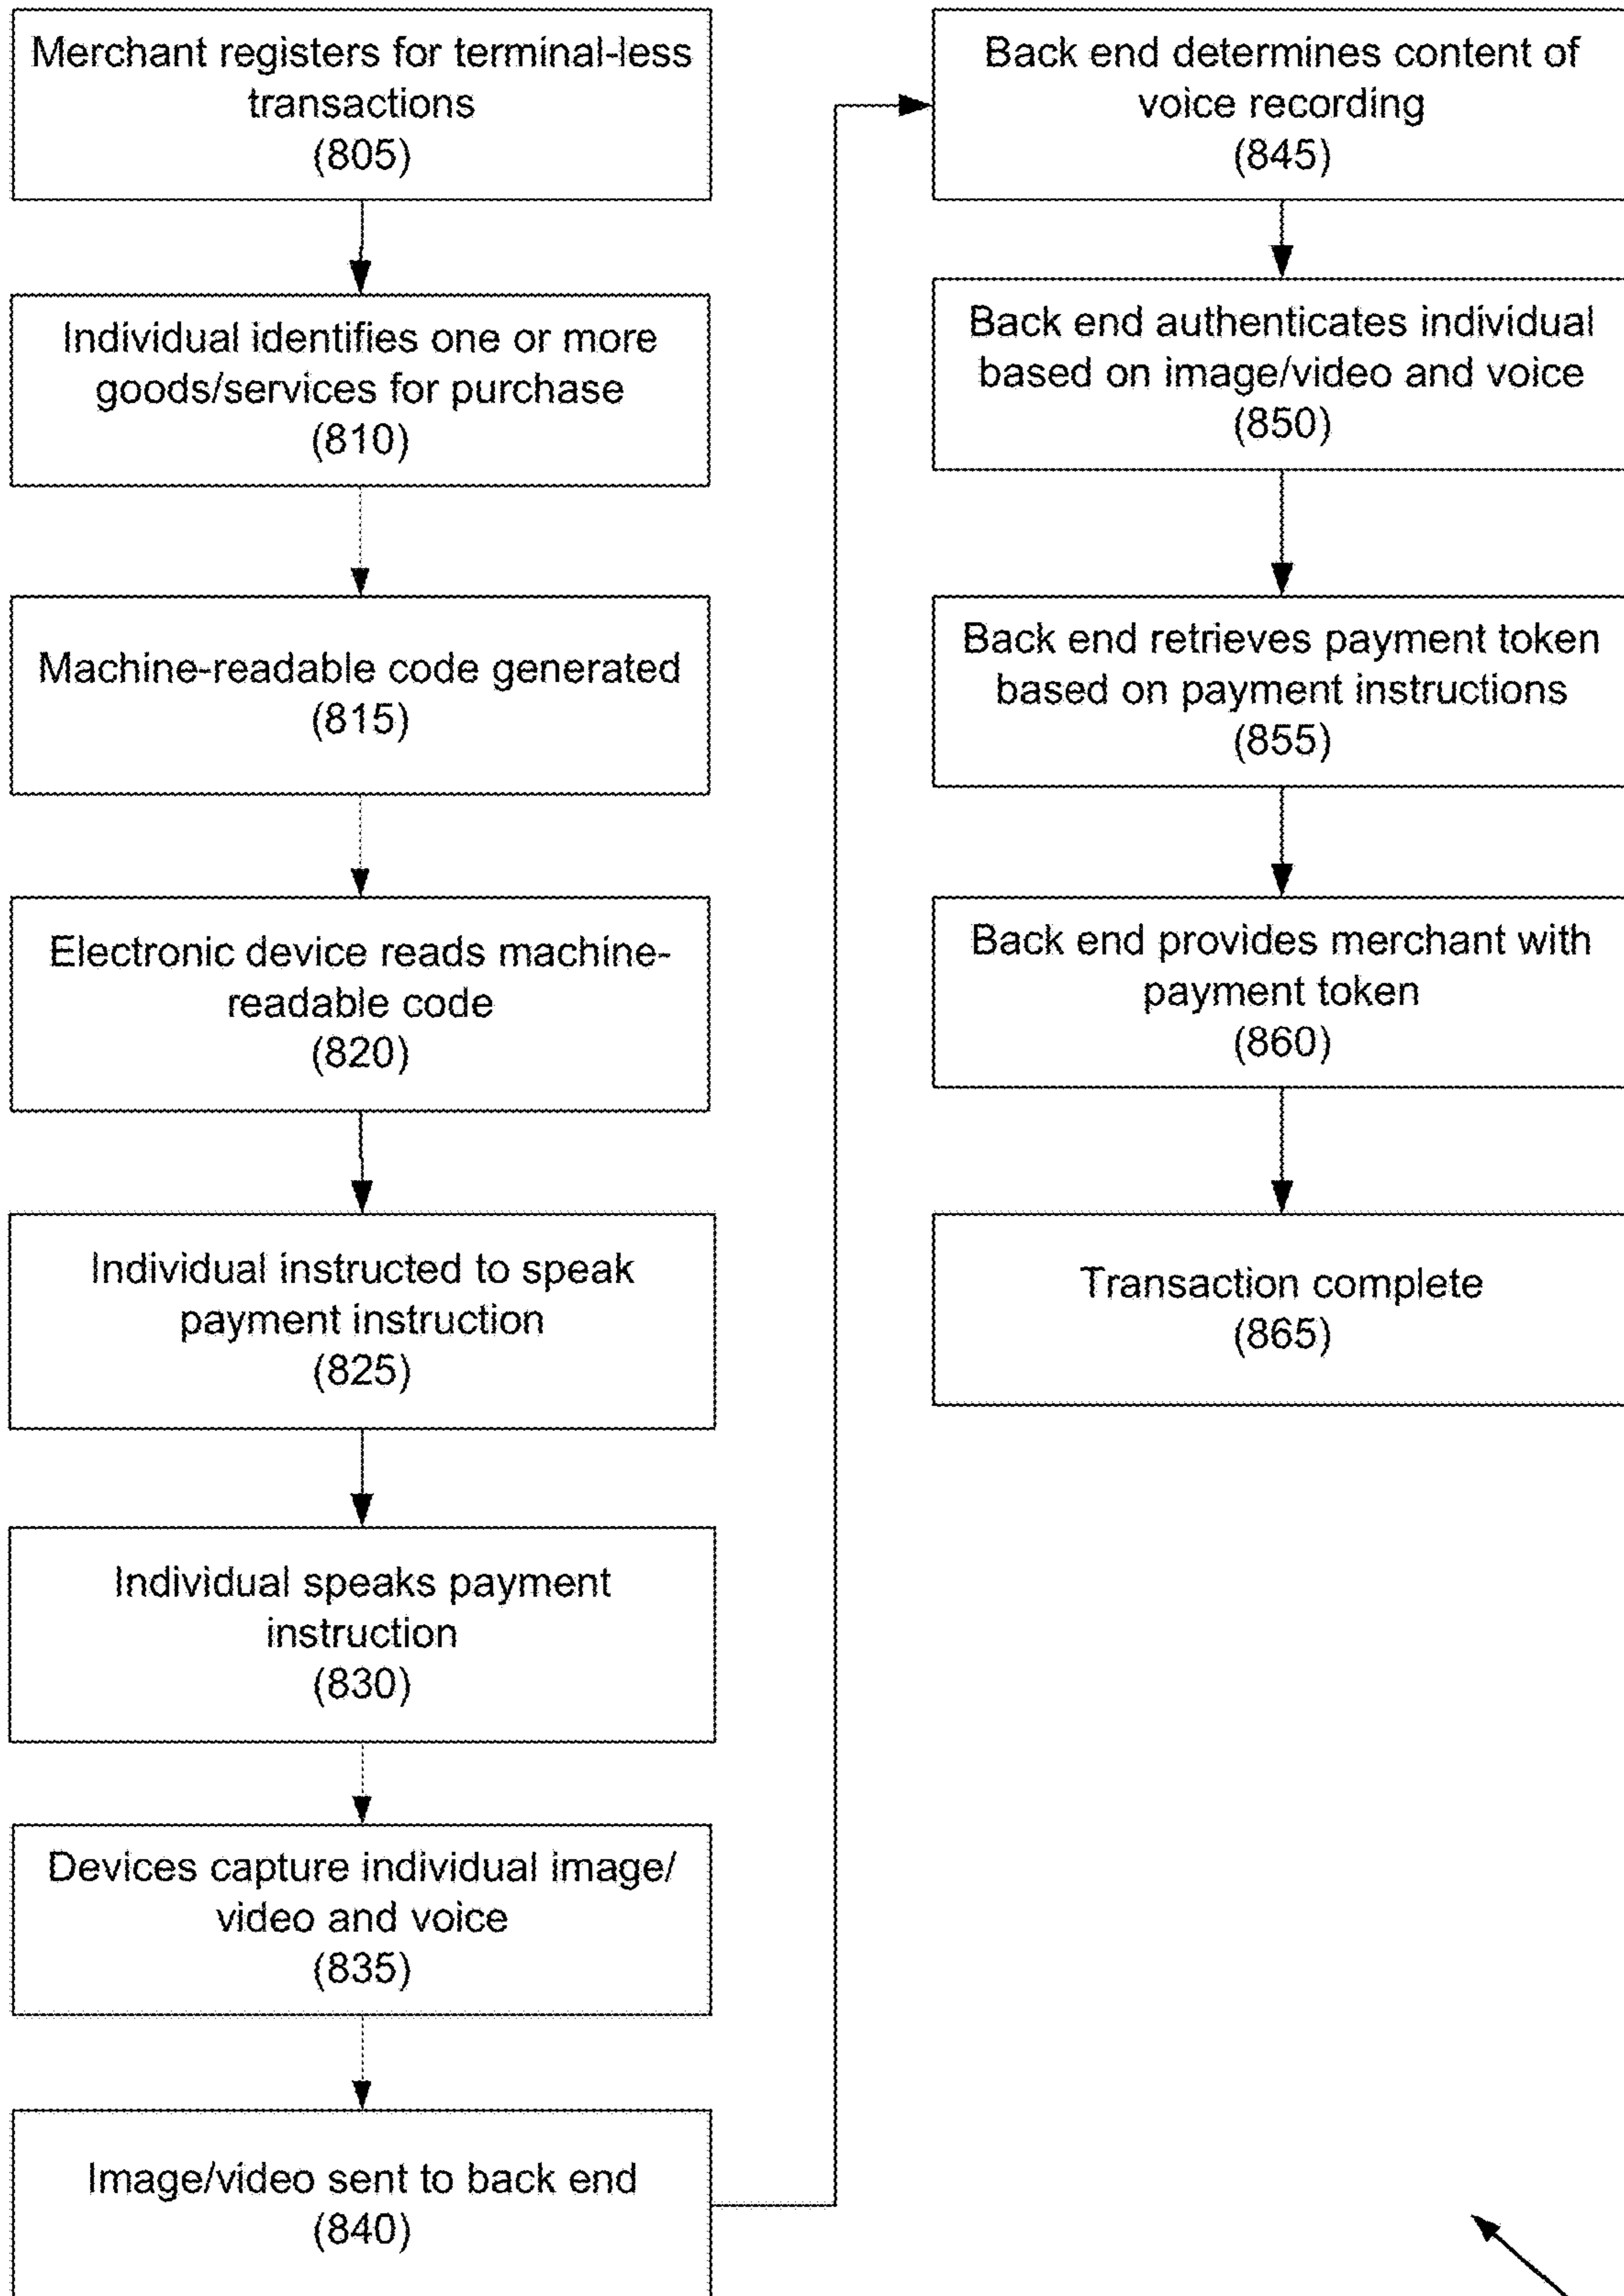 Merchant registers for terminal-less
transactions
(805)
Individual identifies one or more
goods/services for purchase
(810)
Machine-readable code generated
(815)
Electronic device reads machine-
readable code
(820)
Individual instructed to speak
payment instruction
(825)
Individual speaks payment
instruction
(830)
Devices capture individual image/
video and voice
(835)
Image/video sent to back end
(840)
Back end determines content of
voice recording
(845)
Back end authenticates individual
based on image/video and voice
(850)
Back end retrieves payment token
based on payment instructions
(855)
Back end provides merchant with
payment token
(860)
Transaction complete
(865)